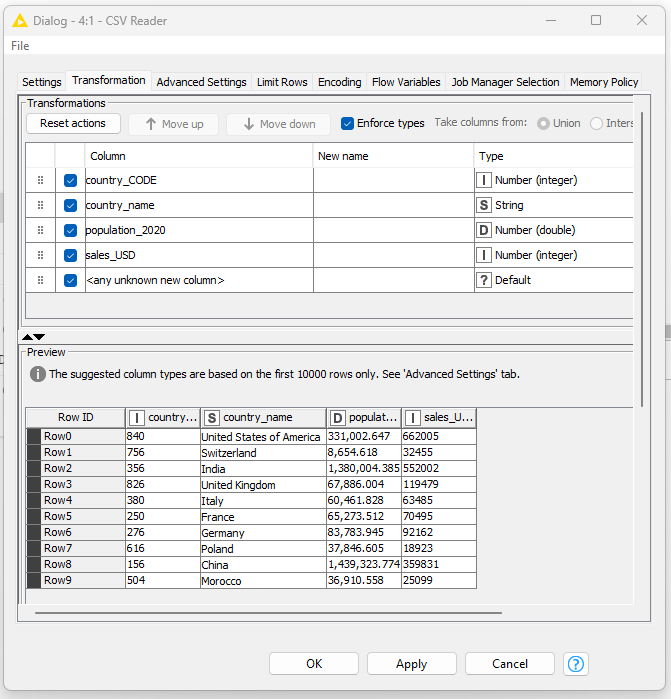 Dialog - 4:1 - CSV Reader
File
Settings Transformation Advanced Settings Limit Rows Encoding Flow Variables Job Manager Selection Memory Policy
Transformations
Reset actions Move up Move down Enforce types Take columns from: Union Inters
Column New name Type
country_CODE I Number (integer)
country_name S String
population_2020 D Number (double)
sales_USD I Number (integer)
<any unknown new column> ? Default
Preview
The suggested column types are based on the first 10000 rows only. See 'Advanced Settings' tab.
Row ID I country... S country_name D populat... I sales_U...
Row0 840 United States of America 331,002.647 662005
Row1 756 Switzerland 8,654.618 32455
Row2 356 India 1,380,004.385 552002
Row3 826 United Kingdom 67,886.004 119479
Row4 380 Italy 60,461.828 63485
Row5 250 France 65,273.512 70495
Row6 276 Germany 83,783.945 92162
Row7 616 Poland 37,846.605 18923
Row8 156 China 1,439,323.774 359831
Row9 504 Morocco 36,910.558 25099
OK Apply Cancel ?